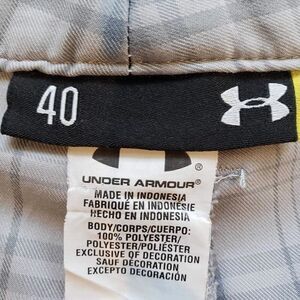 40
UNDER ARMOUR®
MADE IN INDONESIA
FABRIQUÉ EN INDONÉSIE
HECHO EN INDONESIA
BODY/CORPS/CUERPO:
100% POLYESTER/
POLYESTER/POLIÉSTER
EXCLUSIVE OF DECORATION
SAUF DÉCORATION
EXCEPTO DECORACIÓN